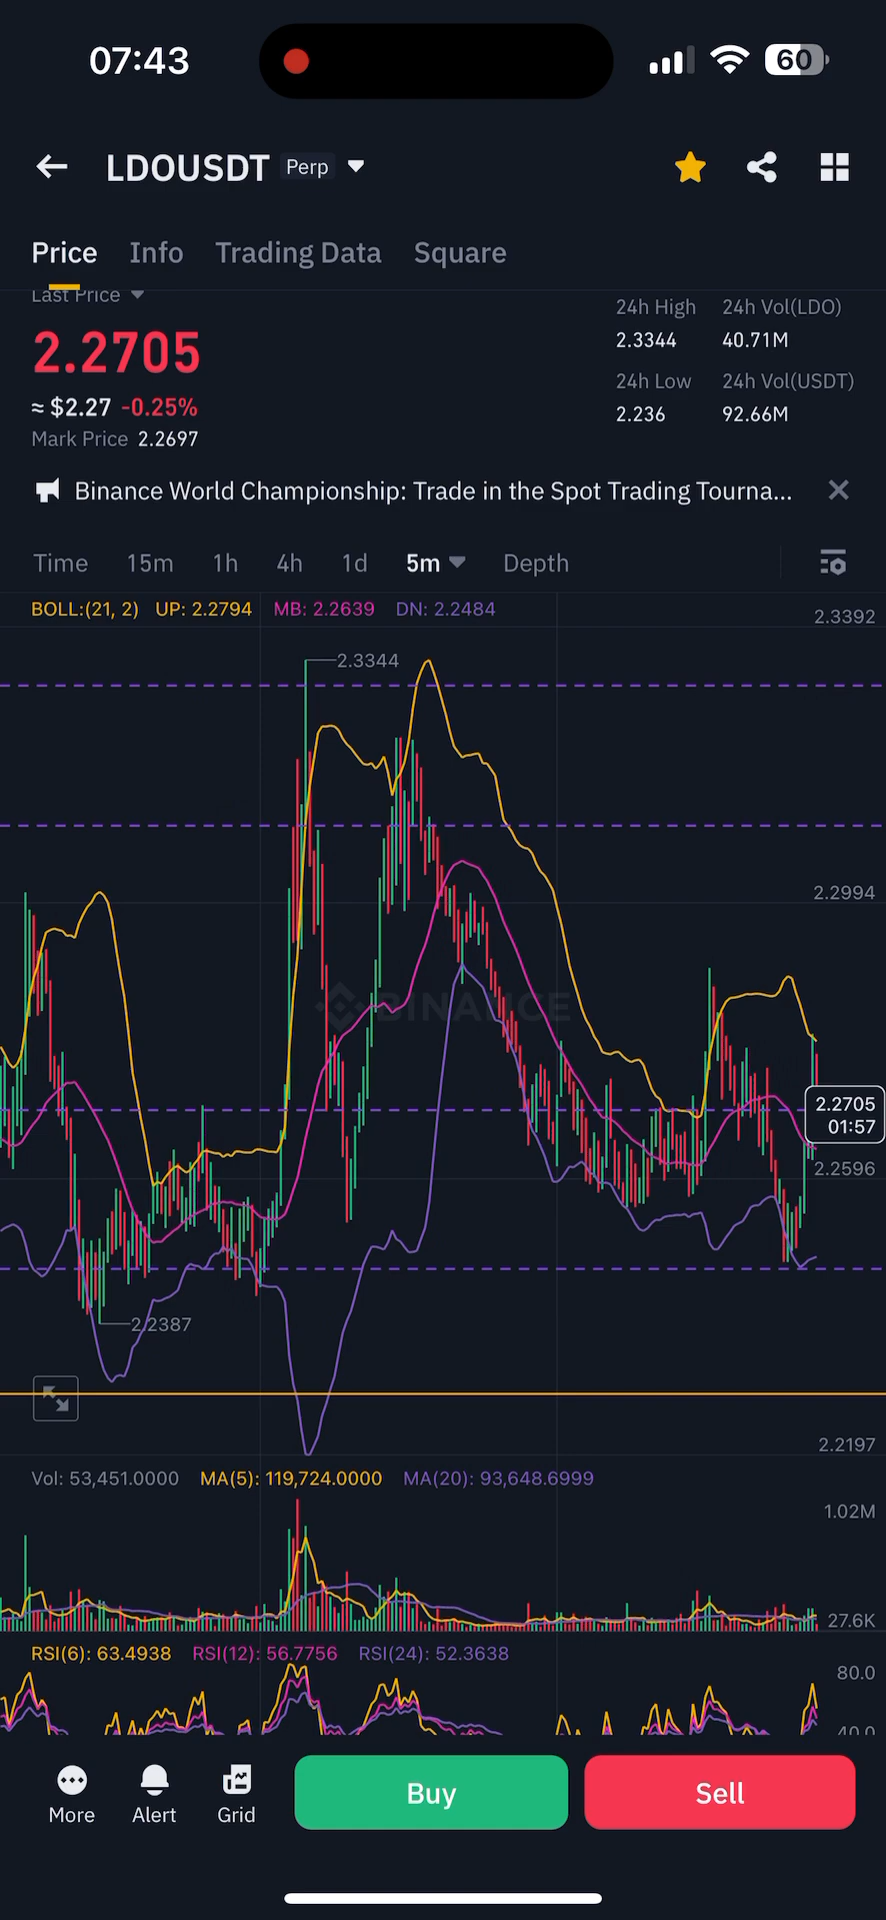 07:43
60
LDOUSDT Perp
Price Info Trading Data Square
Last Price
24h High 24h Vol(LDO)
2.2705
2.3344 40.71M
24h Low 24h Vol(USDT)
≈ $2.27 -0.25%
2.236 92.66M
Mark Price 2.2697
Binance World Championship: Trade in the Spot Trading Tourna...
Time 15m 1h 4h 1d 5m Depth
BOLL:(21, 2) UP: 2.2794 MB: 2.2639 DN: 2.2484
2.3392
2.3344
2.2994
BINANCE
2.2705
01:57
2.2596
2.2387
2.2197
Vol: 53,451.0000 MA(5): 119,724.0000 MA(20): 93,648.6999
1.02M
27.6K
RSI(6): 63.4938 RSI(12): 56.7756 RSI(24): 52.3638
80.0
40.0
More Alert Grid Buy Sell